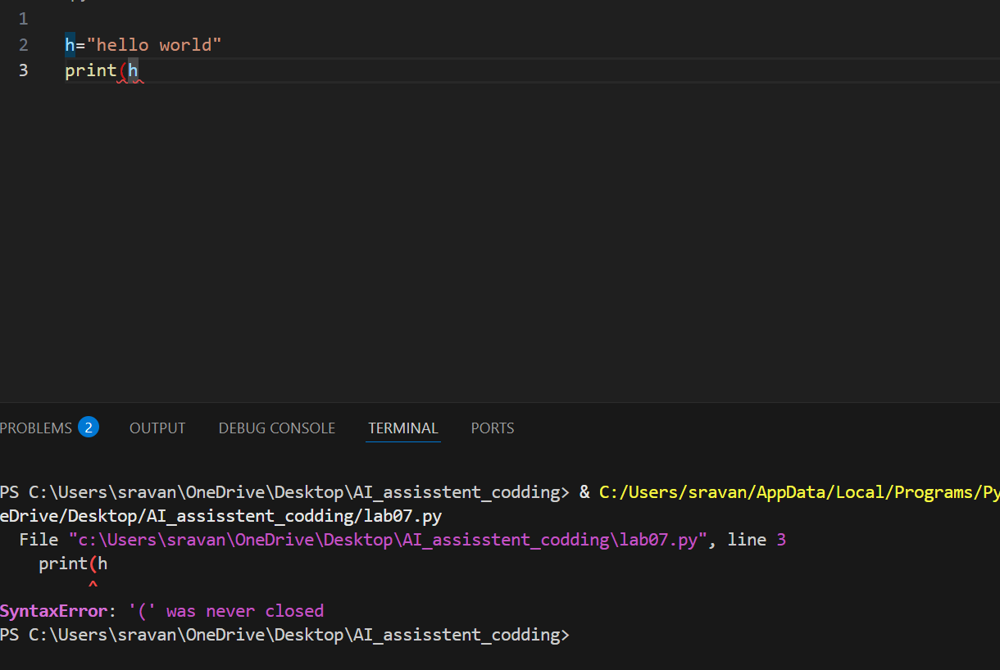 1
2 h="hello world"
3 print(h
PROBLEMS 2 OUTPUT DEBUG CONSOLE TERMINAL PORTS
PS C:\Users\sravan\OneDrive\Desktop\AI_assisstent_codding> & C:/Users/sravan/AppData/Local/Programs/Py
eDrive/Desktop/AI_assisstent_codding/lab07.py
File "c:\Users\sravan\OneDrive\Desktop\AI_assisstent_codding\lab07.py", line 3
print(h
^
SyntaxError: '(' was never closed
PS C:\Users\sravan\OneDrive\Desktop\AI_assisstent_codding>